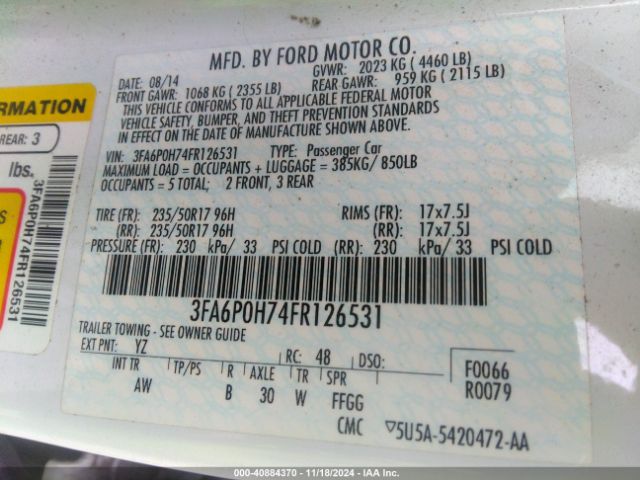 MFD. BY FORD MOTOR CO.
DATE: 08/14 GVWR: 2023 KG ( 4460 LB)
FRONT GAWR: 1068 KG ( 2355 LB) REAR GAWR: 959 KG ( 2115 LB)
THIS VEHICLE CONFORMS TO ALL APPLICABLE FEDERAL MOTOR
VEHICLE SAFETY, BUMPER, AND THEFT PREVENTION STANDARDS
IN EFFECT ON THE DATE OF MANUFACTURE SHOWN ABOVE.
VIN: 3FA6P0H74FR126531 TYPE: Passenger Car
MAXIMUM LOAD = OCCUPANTS + LUGGAGE = 385KG/ 850LB
OCCUPANTS = 5 TOTAL; 2 FRONT, 3 REAR
TIRE (FR): 235/50R17 96H RIMS (FR): 17x7.5J
(RR): 235/50R17 96H (RR): 17x7.5J
PRESSURE (FR): 230 kPa/ 33 PSI COLD (RR): 230 kPa/ 33 PSI COLD
3FA6P0H74FR126531
TRAILER TOWING - SEE OWNER GUIDE
EXT PNT: YZ RC: 48 DSO: F0066
R0079
INT TR TP/PS R AXLE TR SPR
AW B 30 W FFGG
CMC ▽5U5A-5420472-AA
ORMATION
REAR: 3
lbs.
3FA6P0H74FR126531
000-40884370 - 11/18/2024 - IAA Inc.